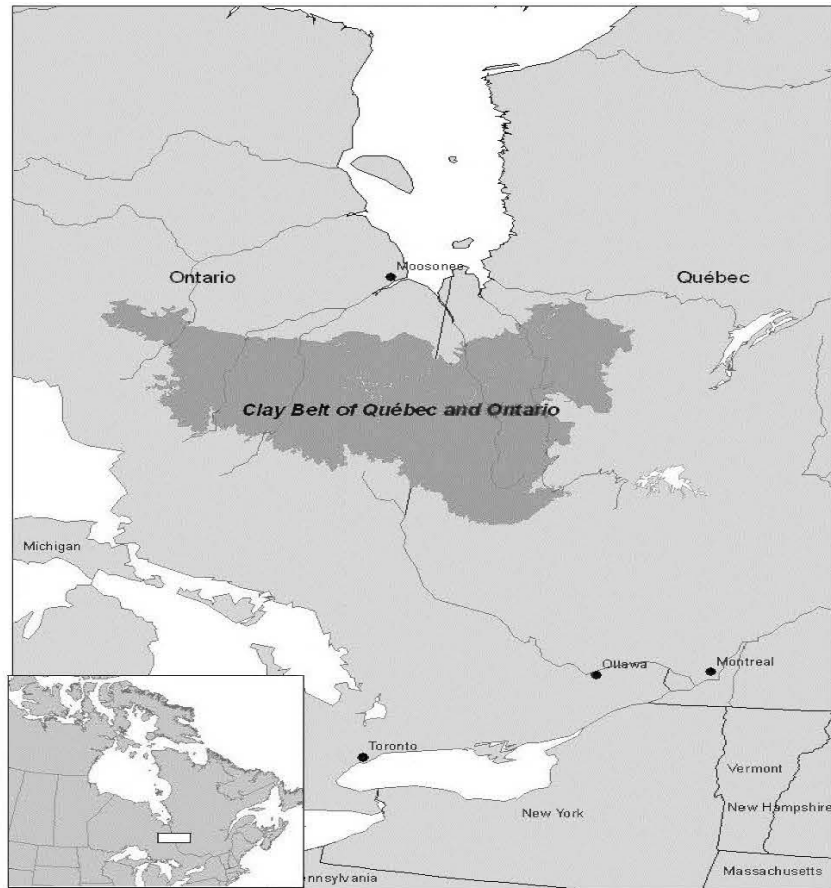 Moosonee
Ontario
Québec
Clay Belt of Québec and Ontario
Michigan
Ottawa
Montreal
Toronto
Vermont
New York
New Hampshire
Massachusetts
nnsylvania